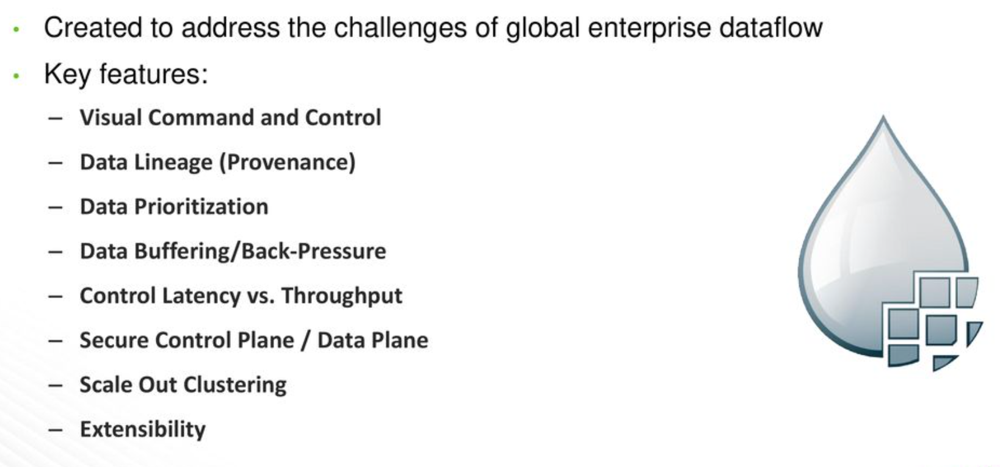 • Created to address the challenges of global enterprise dataflow
• Key features:
– Visual Command and Control
– Data Lineage (Provenance)
– Data Prioritization
– Data Buffering/Back-Pressure
– Control Latency vs. Throughput
– Secure Control Plane / Data Plane
– Scale Out Clustering
– Extensibility